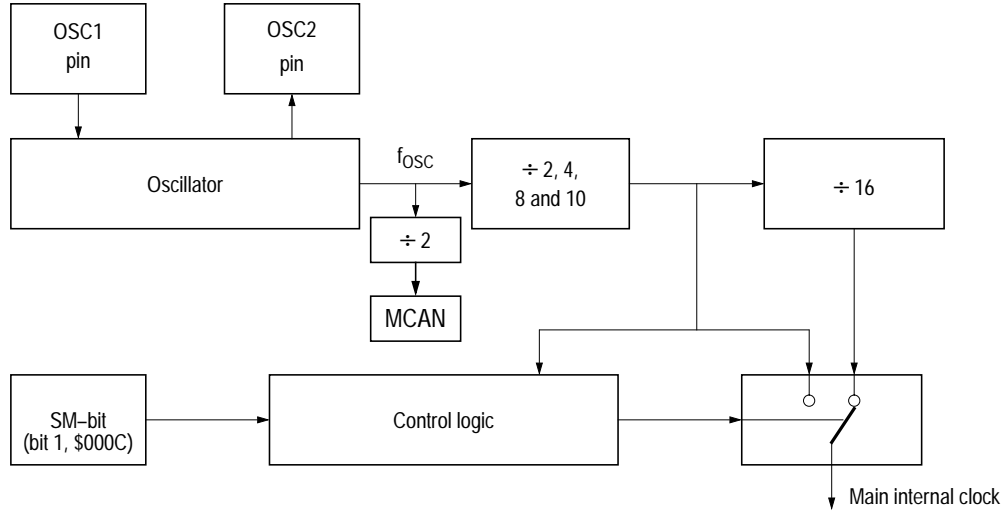 OSC1
pin
OSC2
pin
Oscillator
fOSC
÷ 2, 4,
8 and 10
÷ 16
÷ 2
MCAN
SM–bit
(bit 1, $000C)
Control logic
Main internal clock